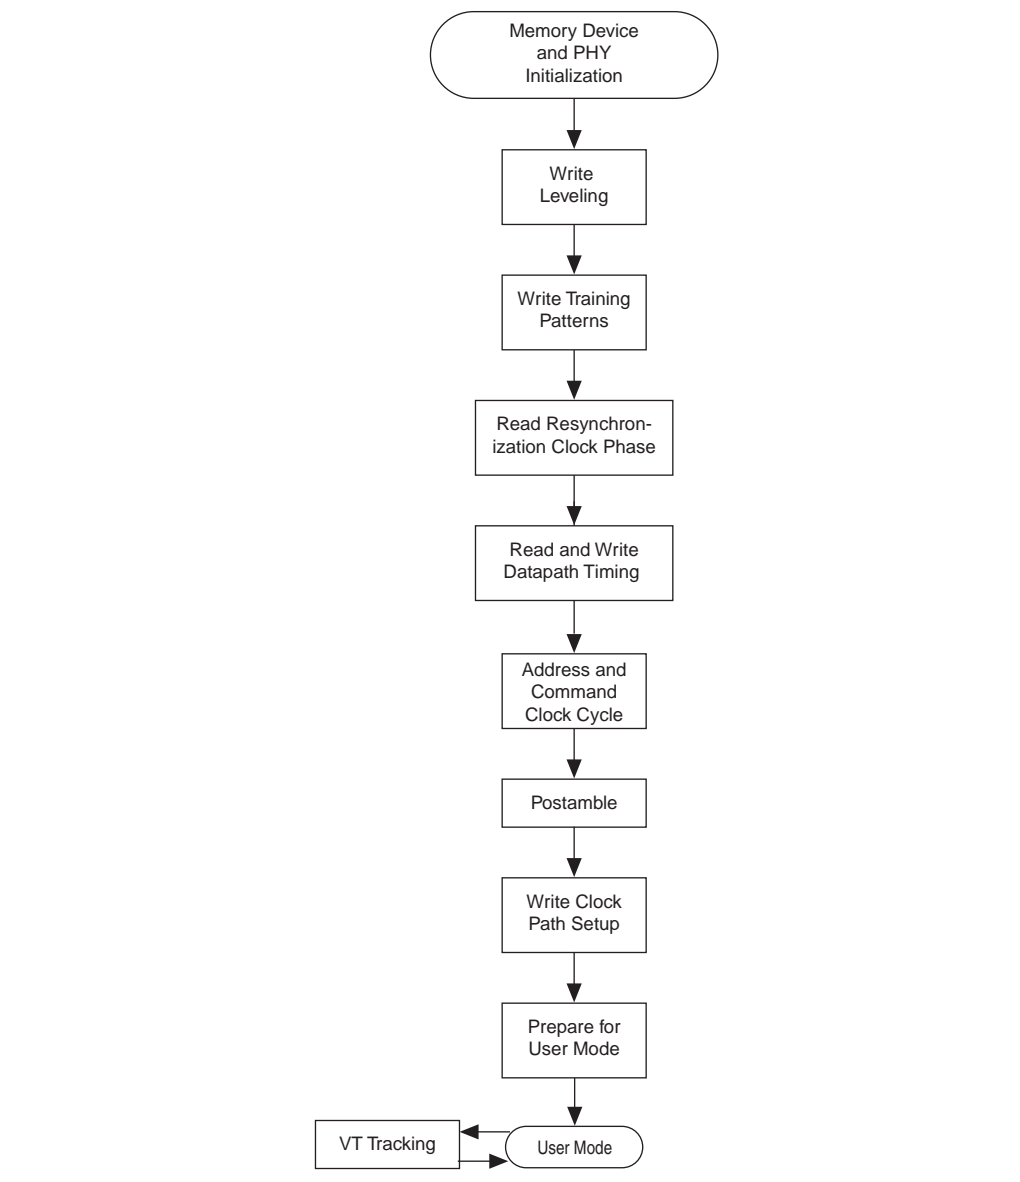 Memory Device
and PHY
Initialization
Write
Leveling
Write Training
Patterns
Read Resynchron-
ization Clock Phase
Read and Write
Datapath Timing
Address and
Command
Clock Cycle
Postamble
Write Clock
Path Setup
Prepare for
User Mode
VT Tracking
User Mode